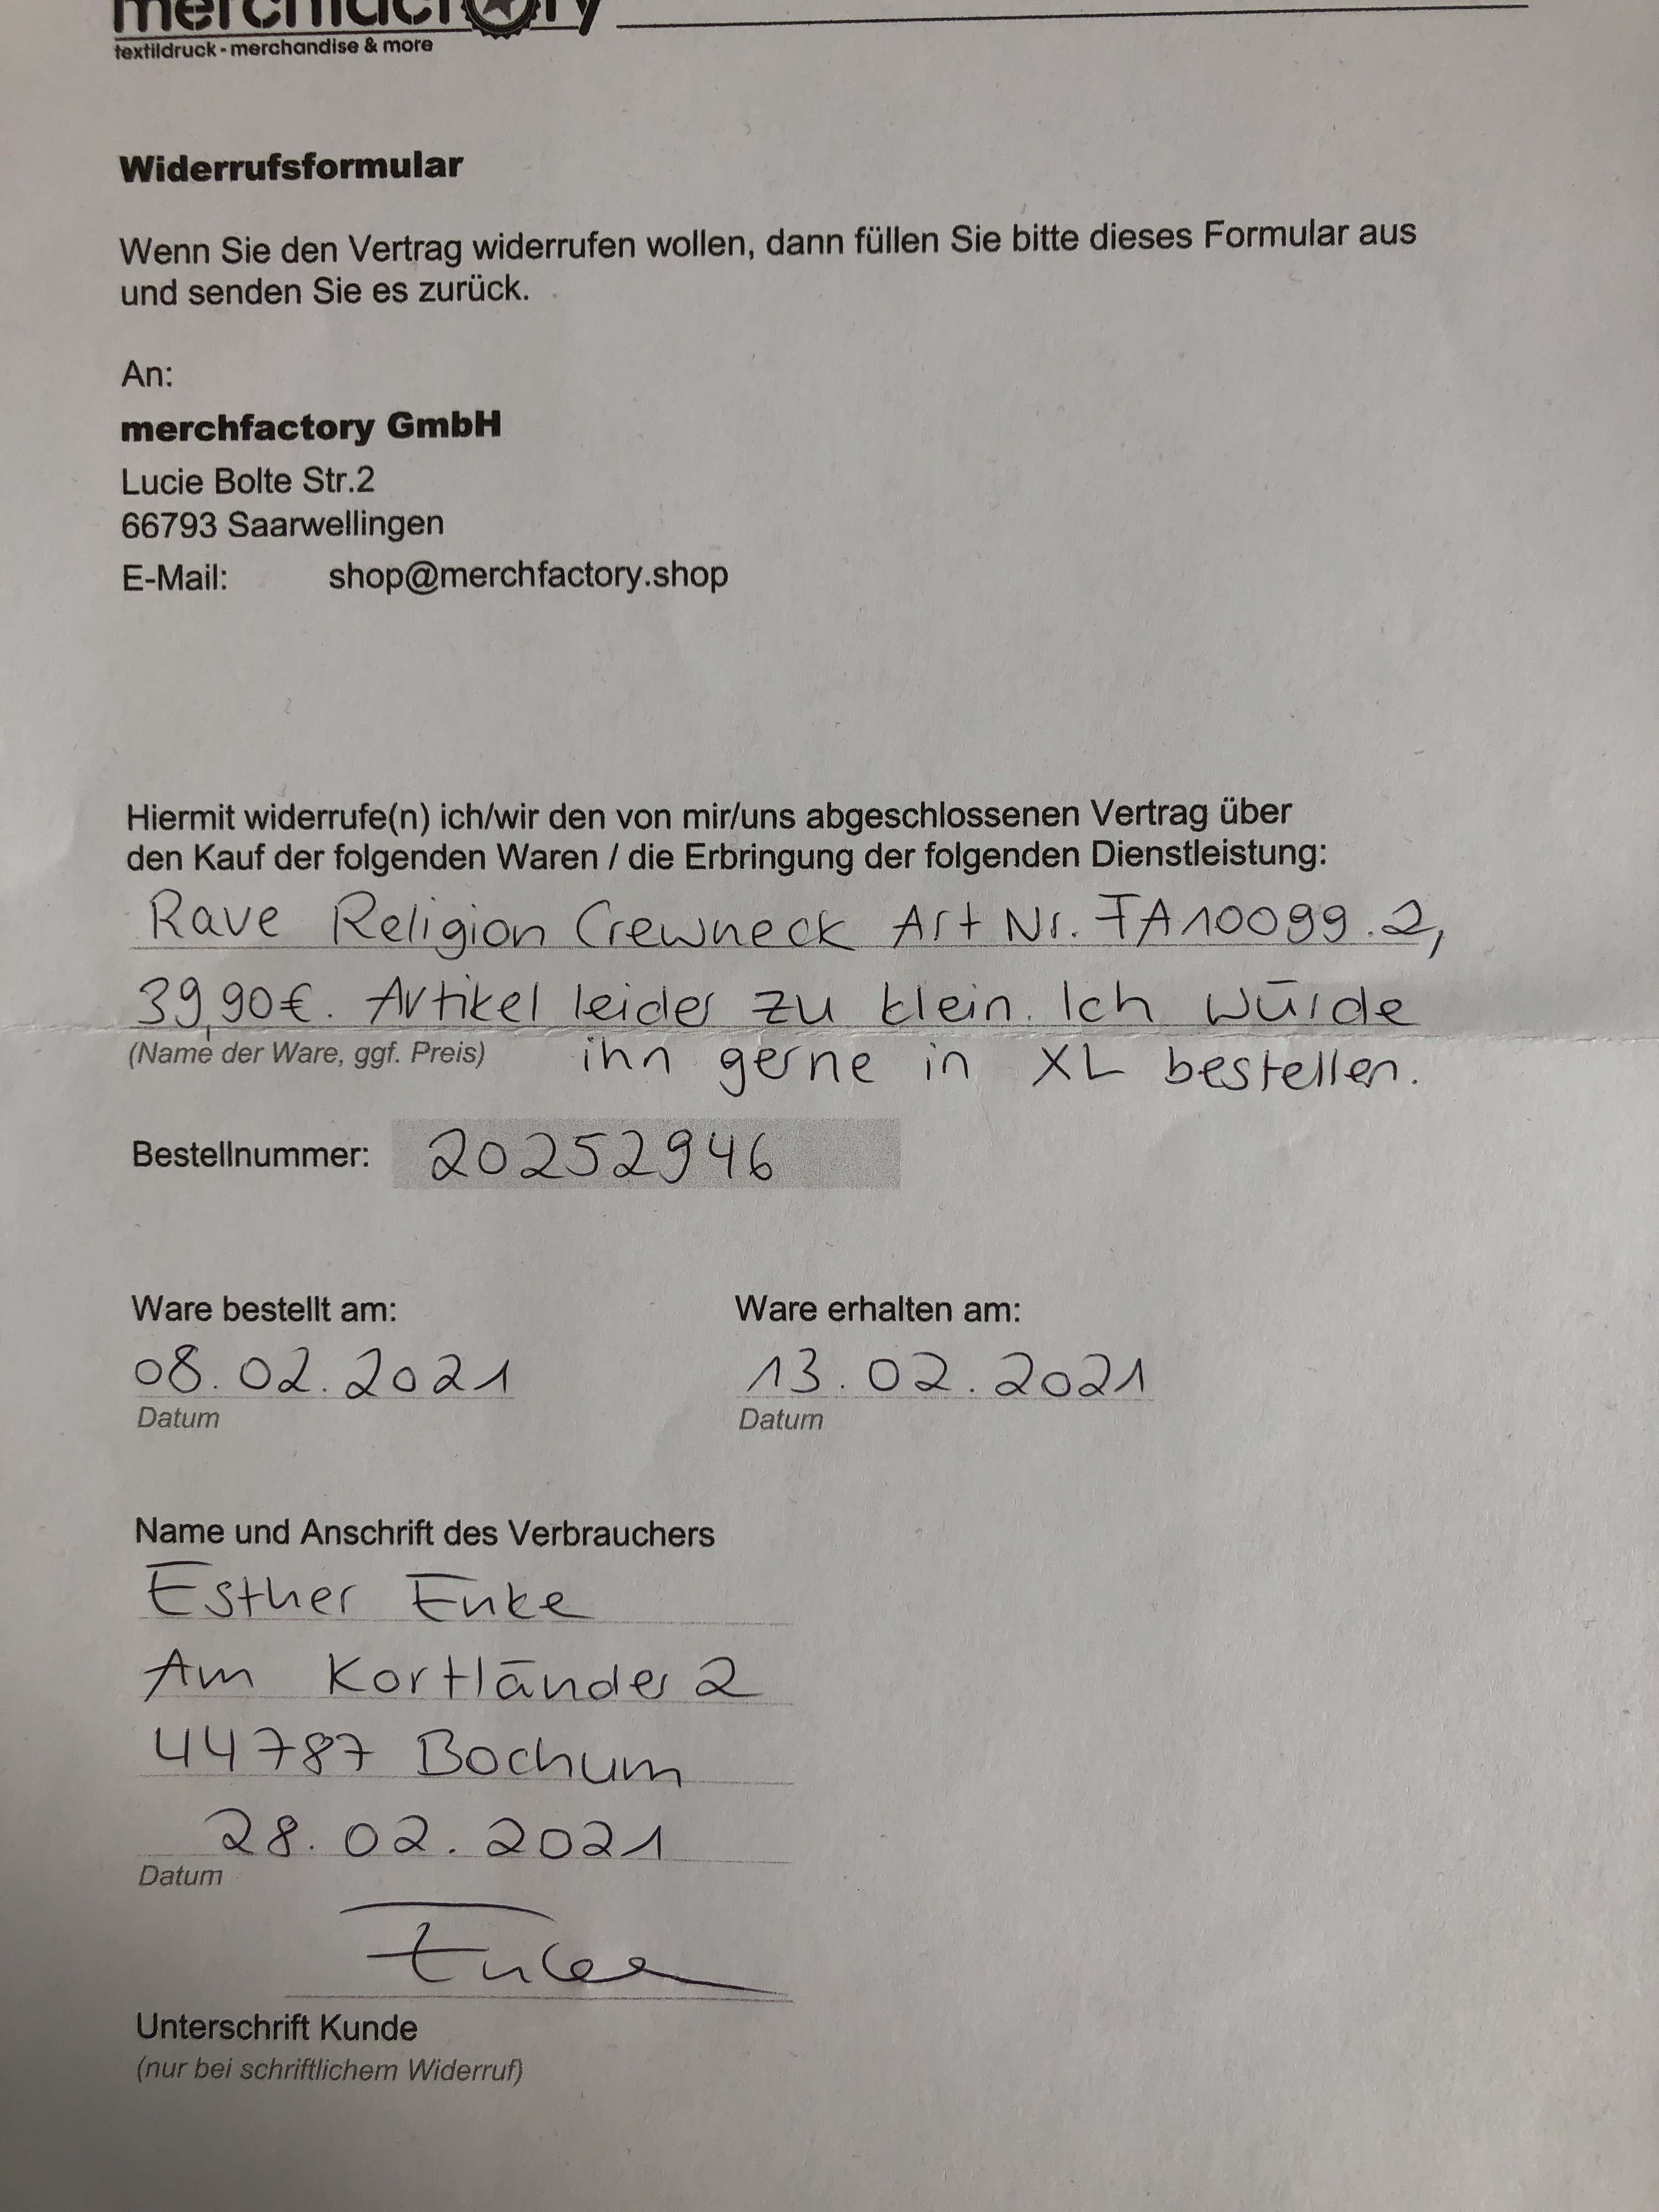 merchfactory
textildruck - merchandise & more
Widerrufsformular
Wenn Sie den Vertrag widerrufen wollen, dann füllen Sie bitte dieses Formular aus
und senden Sie es zurück.
An:
merchfactory GmbH
Lucie Bolte Str.2
66793 Saarwellingen
E-Mail: shop@merchfactory.shop
Hiermit widerrufe(n) ich/wir den von mir/uns abgeschlossenen Vertrag über
den Kauf der folgenden Waren / die Erbringung der folgenden Dienstleistung:
Rave Religion Crewneck Art Nr. FA10099.2,
39,90€. Artikel leider zu klein. Ich würde
(Name der Ware, ggf. Preis) ihn gerne in XL bestellen.
Bestellnummer: 20252946
Ware bestellt am: Ware erhalten am:
08.02.2021 13.02.2021
Datum Datum
Name und Anschrift des Verbrauchers
Esther Enke
Am Kortländer 2
44787 Bochum
28.02.2021
Datum
Enke
Unterschrift Kunde
(nur bei schriftlichem Widerruf)